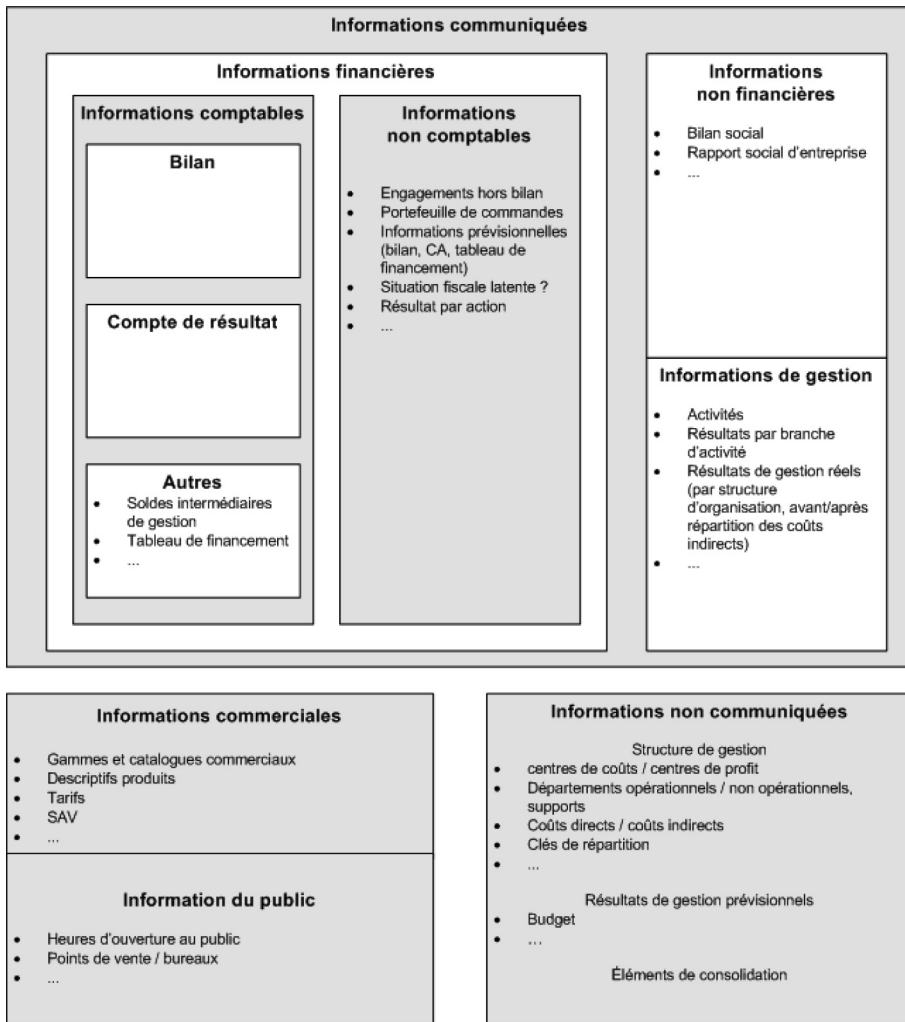 Informations communiquées
Informations financières
Informations comptables
Bilan
Compte de résultat
Autres
• Soldes intermédiaires
de gestion
• Tableau de financement
• ...
Informations
non comptables
• Engagements hors bilan
• Portefeuille de commandes
• Informations prévisionnelles
(bilan, CA, tableau de
financement)
• Situation fiscale latente ?
• Résultat par action
• ...
Informations
non financières
• Bilan social
• Rapport social d'entreprise
• ...
Informations de gestion
• Activités
• Résultats par branche
d'activité
• Résultats de gestion réels
(par structure
d'organisation, avant/après
répartition des coûts
indirects)
• ...
Informations commerciales
• Gammes et catalogues commerciaux
• Descriptifs produits
• Tarifs
• SAV
• ...
Information du public
• Heures d'ouverture au public
• Points de vente / bureaux
• ...
Informations non communiquées
Structure de gestion
• centres de coûts / centres de profit
• Départements opérationnels / non opérationnels,
supports
• Coûts directs / coûts indirects
• Clés de répartition
• ...
Résultats de gestion prévisionnels
• Budget
• ...
Éléments de consolidation